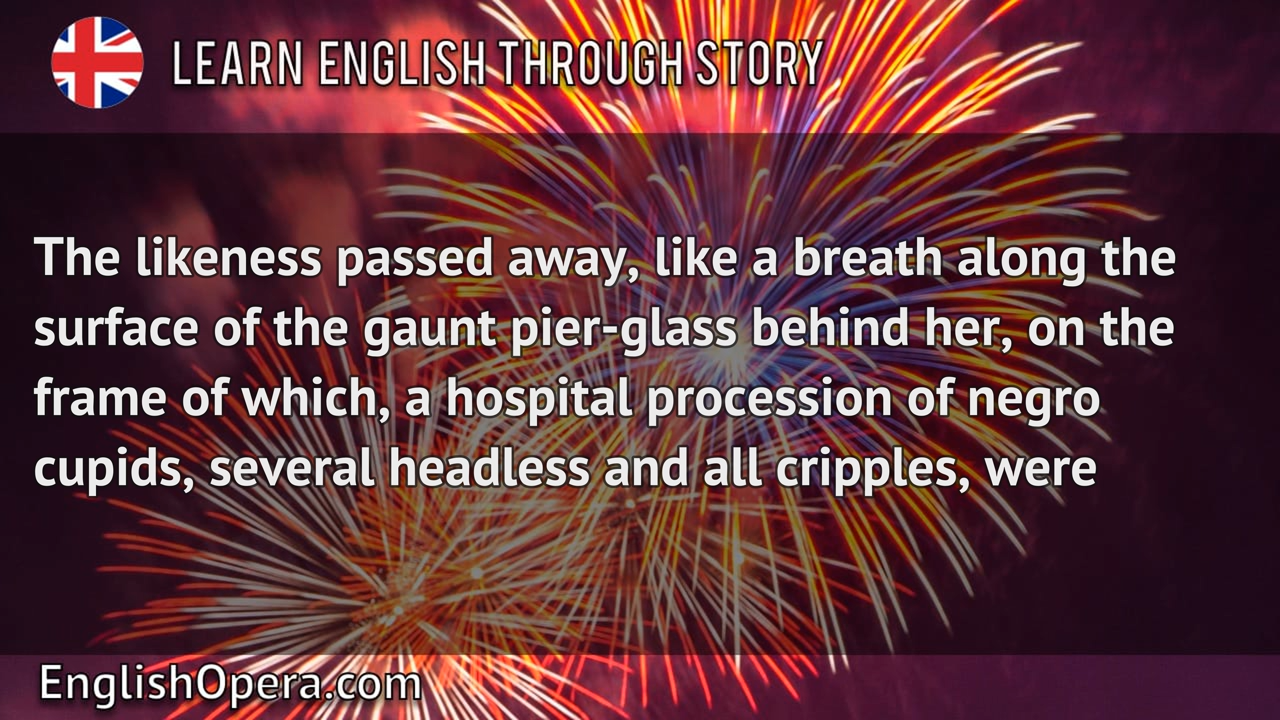 LEARN ENGLISH THROUGH STORY
The likeness passed away, like a breath along the
surface of the gaunt pier-glass behind her, on the
frame of which, a hospital procession of negro
cupids, several headless and all cripples, were
EnglishOpera.com